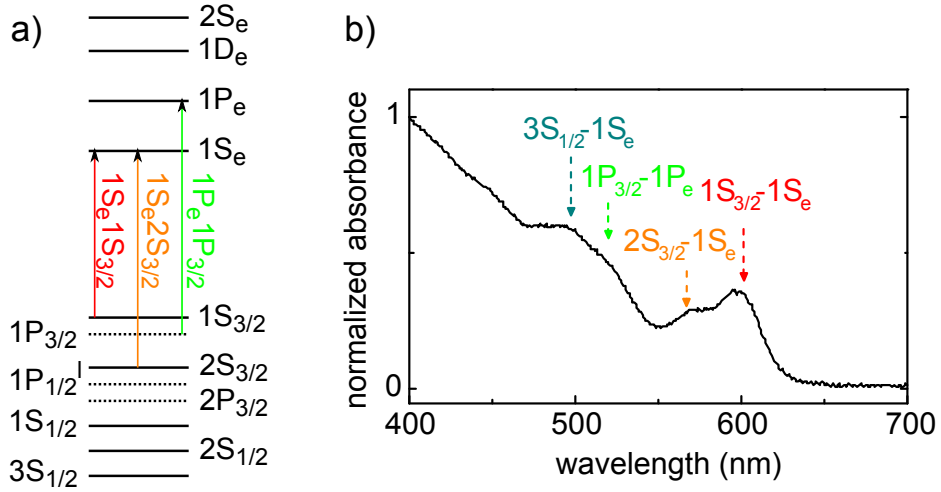 a)
2Sₑ
1Dₑ
1Pₑ
1Sₑ
1Sₑ1S₃/₂
1Sₑ2S₃/₂
1Pₑ1P₃/₂
1S₃/₂
1P₃/₂
2S₃/₂
1P₁/₂ˡ
2P₃/₂
1S₁/₂
2S₁/₂
3S₁/₂
b)
normalized absorbance
1
0
3S₁/₂-1Sₑ
1P₃/₂-1Pₑ
1S₃/₂-1Sₑ
2S₃/₂-1Sₑ
400 500 600 700
wavelength (nm)